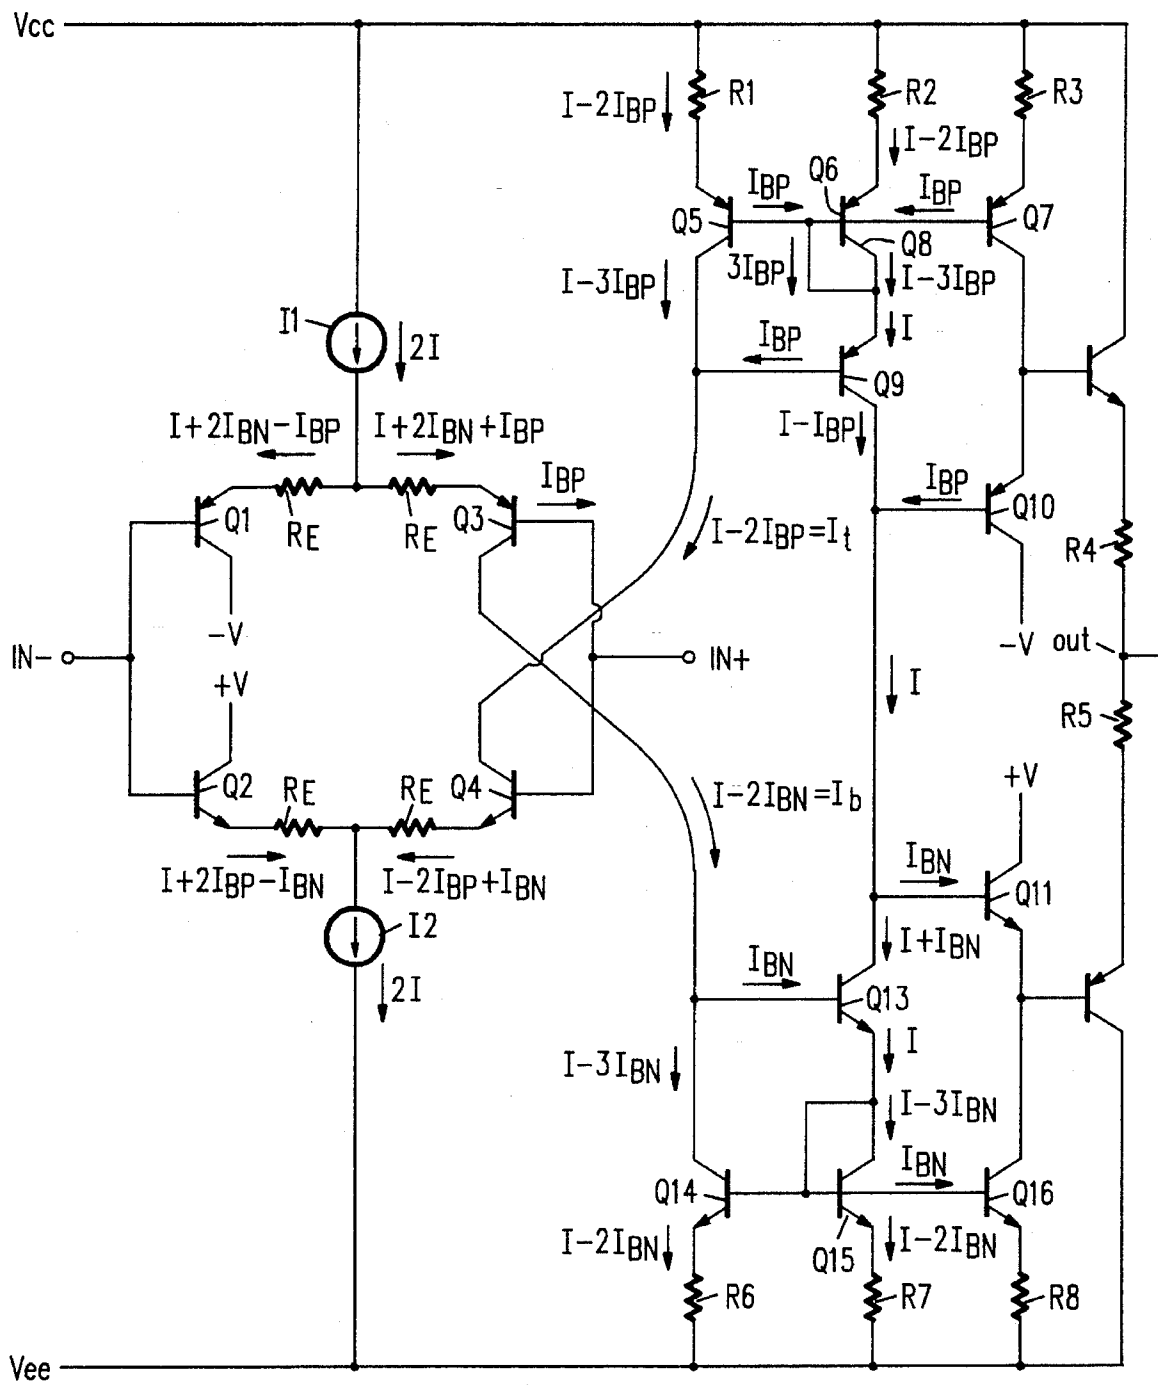 Vcc
R1
R2
R3
I-2IBP
I-2IBP
Q6
IBP
IBP
Q5
Q7
Q8
I-3IBP
3IBP
I-3IBP
I1
2I
IBP
I
Q9
I+2IBN-IBP
I+2IBN+IBP
I-IBP
IBP
IBP
Q1
RE
RE
Q3
Q10
I-2IBP=It
R4
-V
-V
out
IN-
IN+
+V
I
R5
Q2
RE
RE
Q4
+V
I-2IBN=Ib
I+2IBP-IBN
I-2IBP+IBN
IBN
Q11
I2
I+IBN
2I
IBN
Q13
I
I-3IBN
I-3IBN
IBN
Q14
Q16
I-2IBN
Q15
I-2IBN
R6
R7
R8
Vee